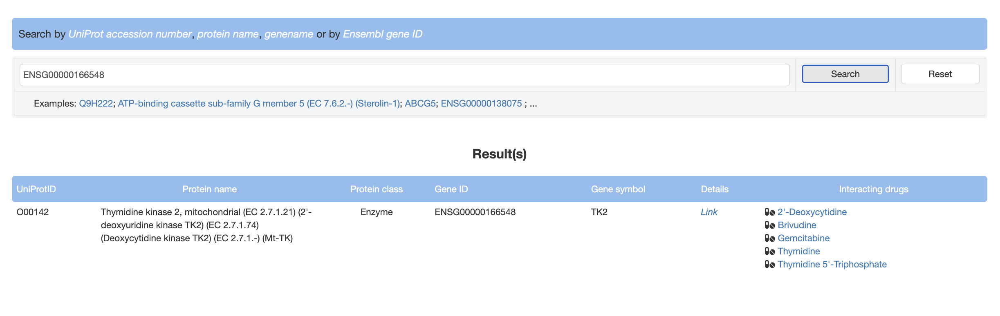 Search by UniProt accession number, protein name, genename or by Ensembl gene ID
ENSG00000166548
Search
Reset
Examples: Q9H222; ATP-binding cassette sub-family G member 5 (EC 7.6.2.-) (Sterolin-1); ABCG5; ENSG00000138075 ; ...
Result(s)
UniProtID Protein name Protein class Gene ID Gene symbol Details Interacting drugs
O00142 Thymidine kinase 2, mitochondrial (EC 2.7.1.21) (2'- Enzyme ENSG00000166548 TK2 Link 2'-Deoxycytidine
deoxyuridine kinase TK2) (EC 2.7.1.74) Brivudine
(Deoxycytidine kinase TK2) (EC 2.7.1.-) (Mt-TK) Gemcitabine
Thymidine
Thymidine 5'-Triphosphate